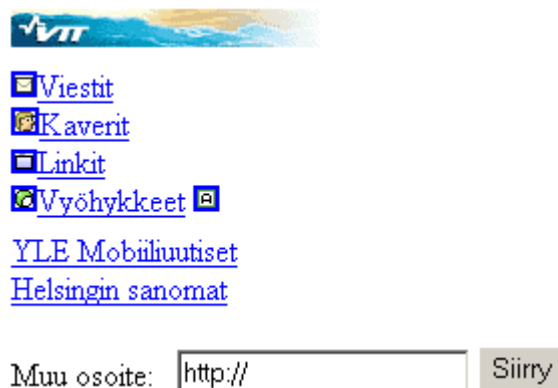 VTT
Viestit
Kaverit
Linkit
Vyöhykkeet A
YLE Mobiiliuutiset
Helsingin sanomat
Muu osoite: http:// Siirry